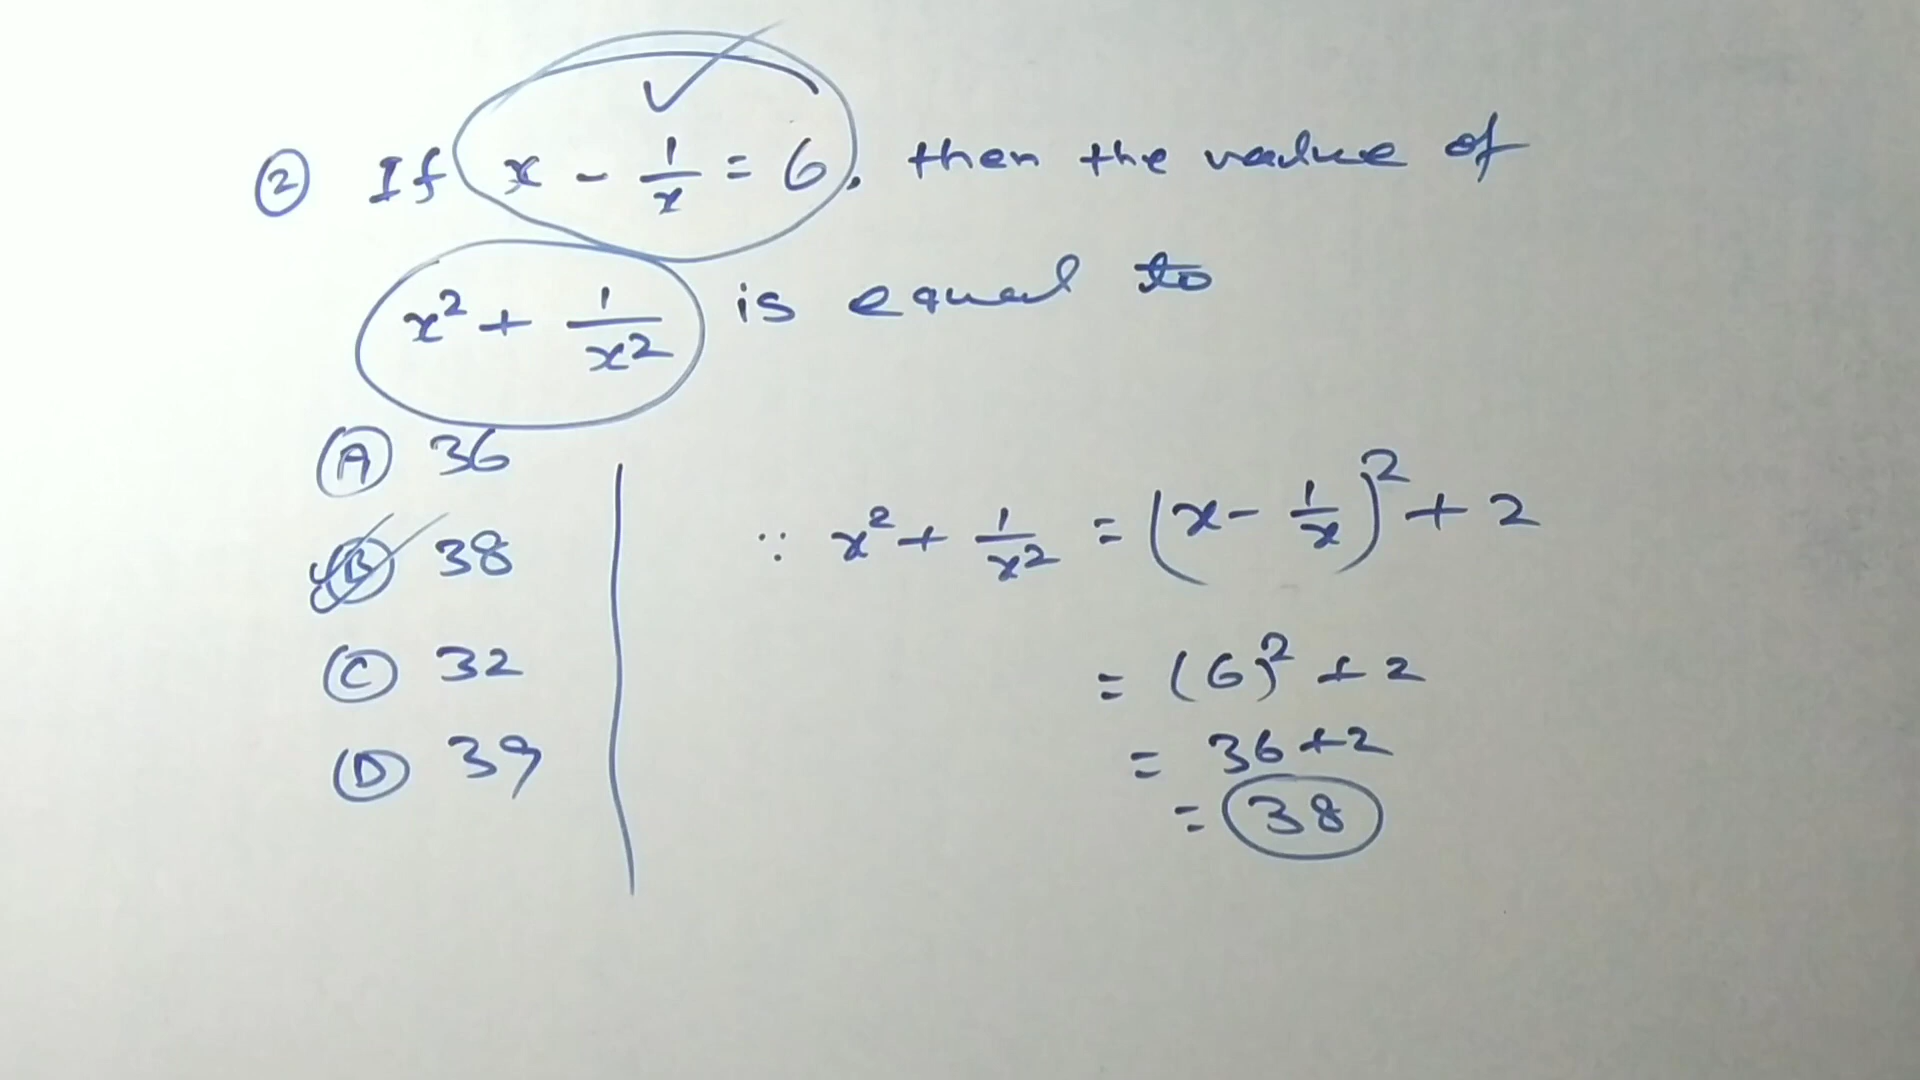 ② If x - 1/x = 6, then the value of
x² + 1/x² is equal to
Ⓐ 36
Ⓑ 38
Ⓒ 32
Ⓓ 39
∵ x² + 1/x² = (x - 1/x)² + 2
= (6)² + 2
= 36 + 2
= 38